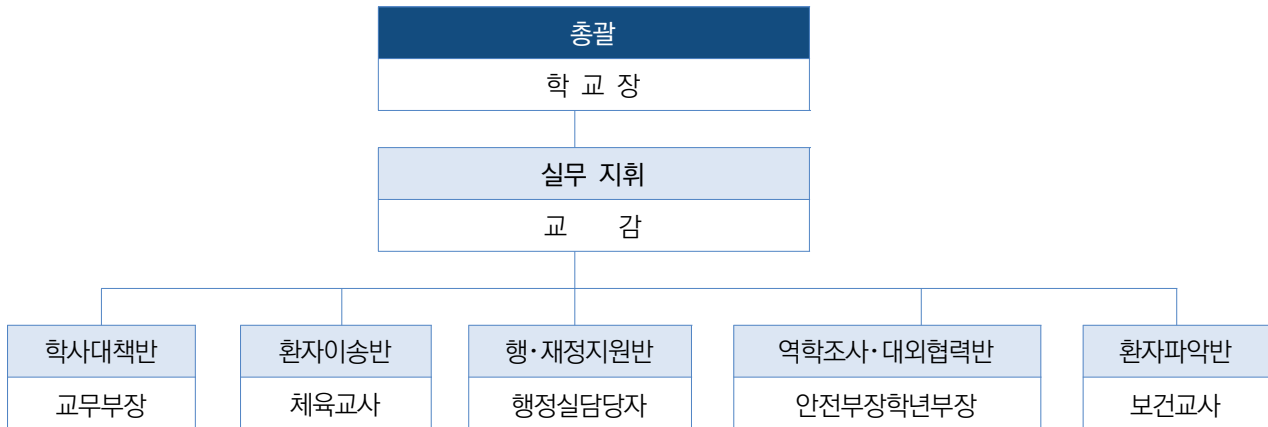 총괄
학 교 장
실무 지휘
교 감
학사대책반
교무부장
환자이송반
체육교사
행·재정지원반
행정실담당자
역학조사·대외협력반
안전부장학년부장
환자파악반
보건교사